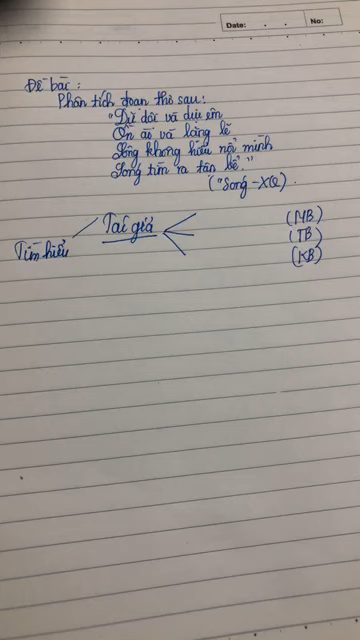 Date: . . No:
Đề bài:
Phân tích đoạn thơ sau:
"Dữ dội và dịu êm
Ồn ào và lặng lẽ
Sông không hiểu nổi mình
Sóng tìm ra tận bể."
("Sóng - XQ).
Tác giả (MB)
(TB)
Tìm hiểu (KB)